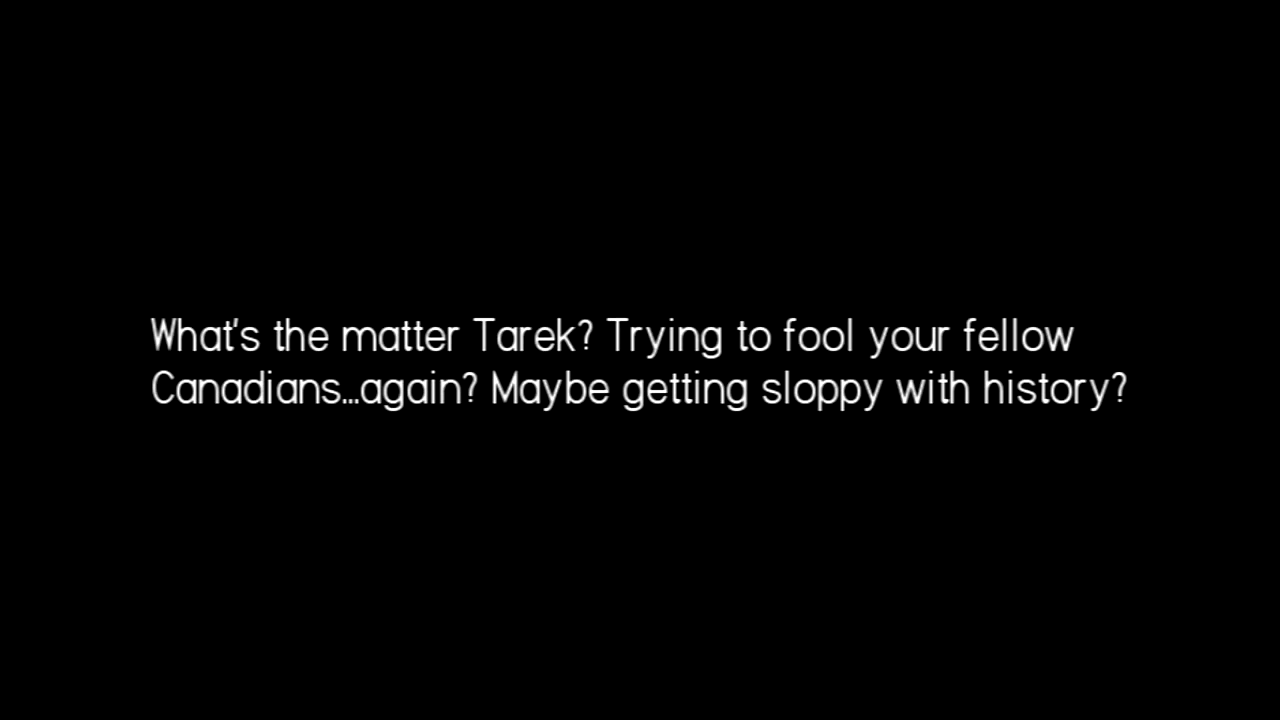 What's the matter Tarek? Trying to fool your fellow
Canadians...again? Maybe getting sloppy with history?